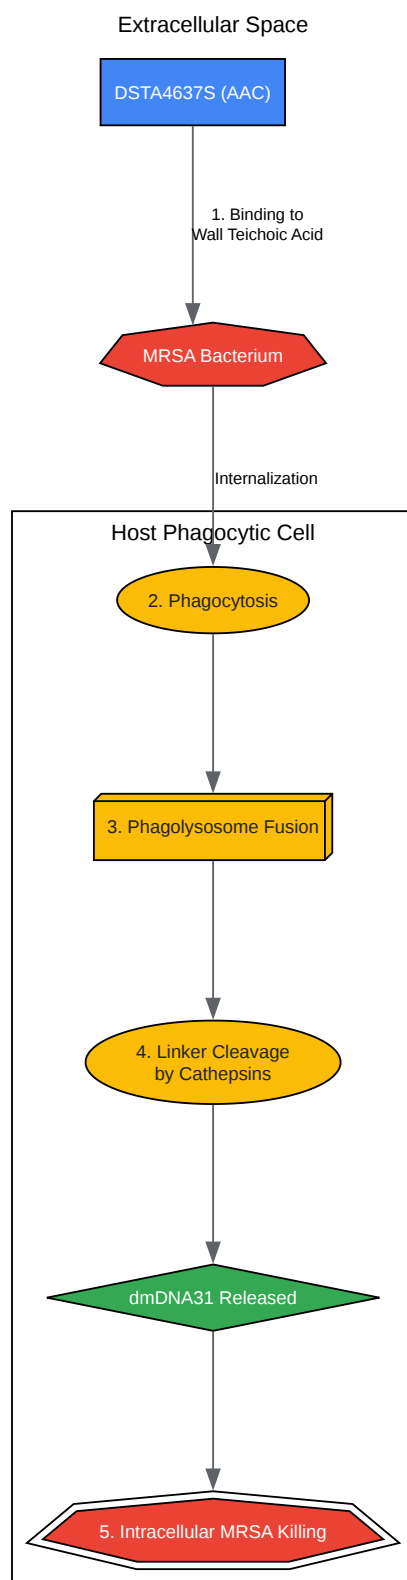 Extracellular Space
DSTA4637S (AAC)
1. Binding to
Wall Teichoic Acid
MRSA Bacterium
Internalization
Host Phagocytic Cell
2. Phagocytosis
3. Phagolysosome Fusion
4. Linker Cleavage
by Cathepsins
dmDNA31 Released
5. Intracellular MRSA Killing